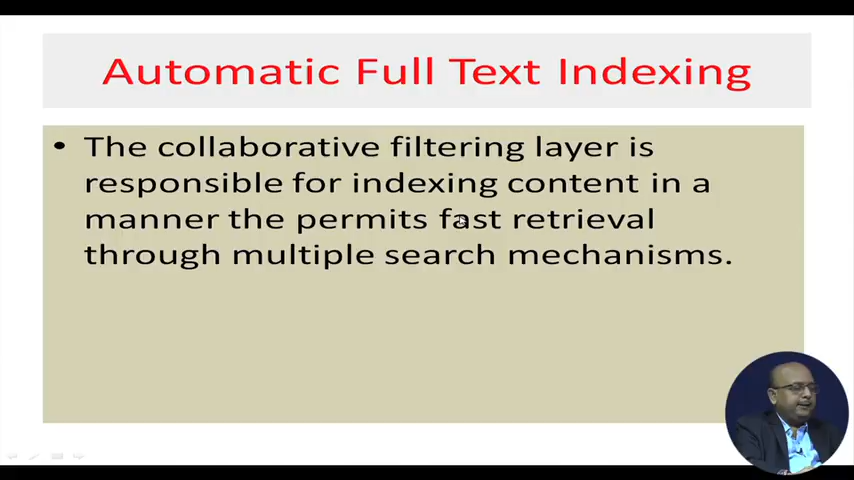 Automatic Full Text Indexing
• The collaborative filtering layer is
responsible for indexing content in a
manner the permits fast retrieval
through multiple search mechanisms.